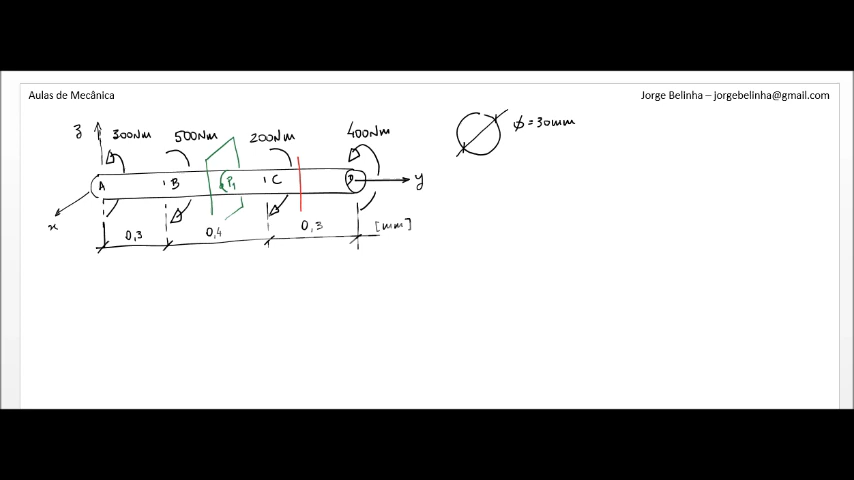 Aulas de Mecânica
Jorge Belinha – jorgebelinha@gmail.com
z 300Nm 500Nm 200Nm 400Nm
ϕ = 30mm
A B P1 C D y
x
0,3 0,4 0,3 [mm]